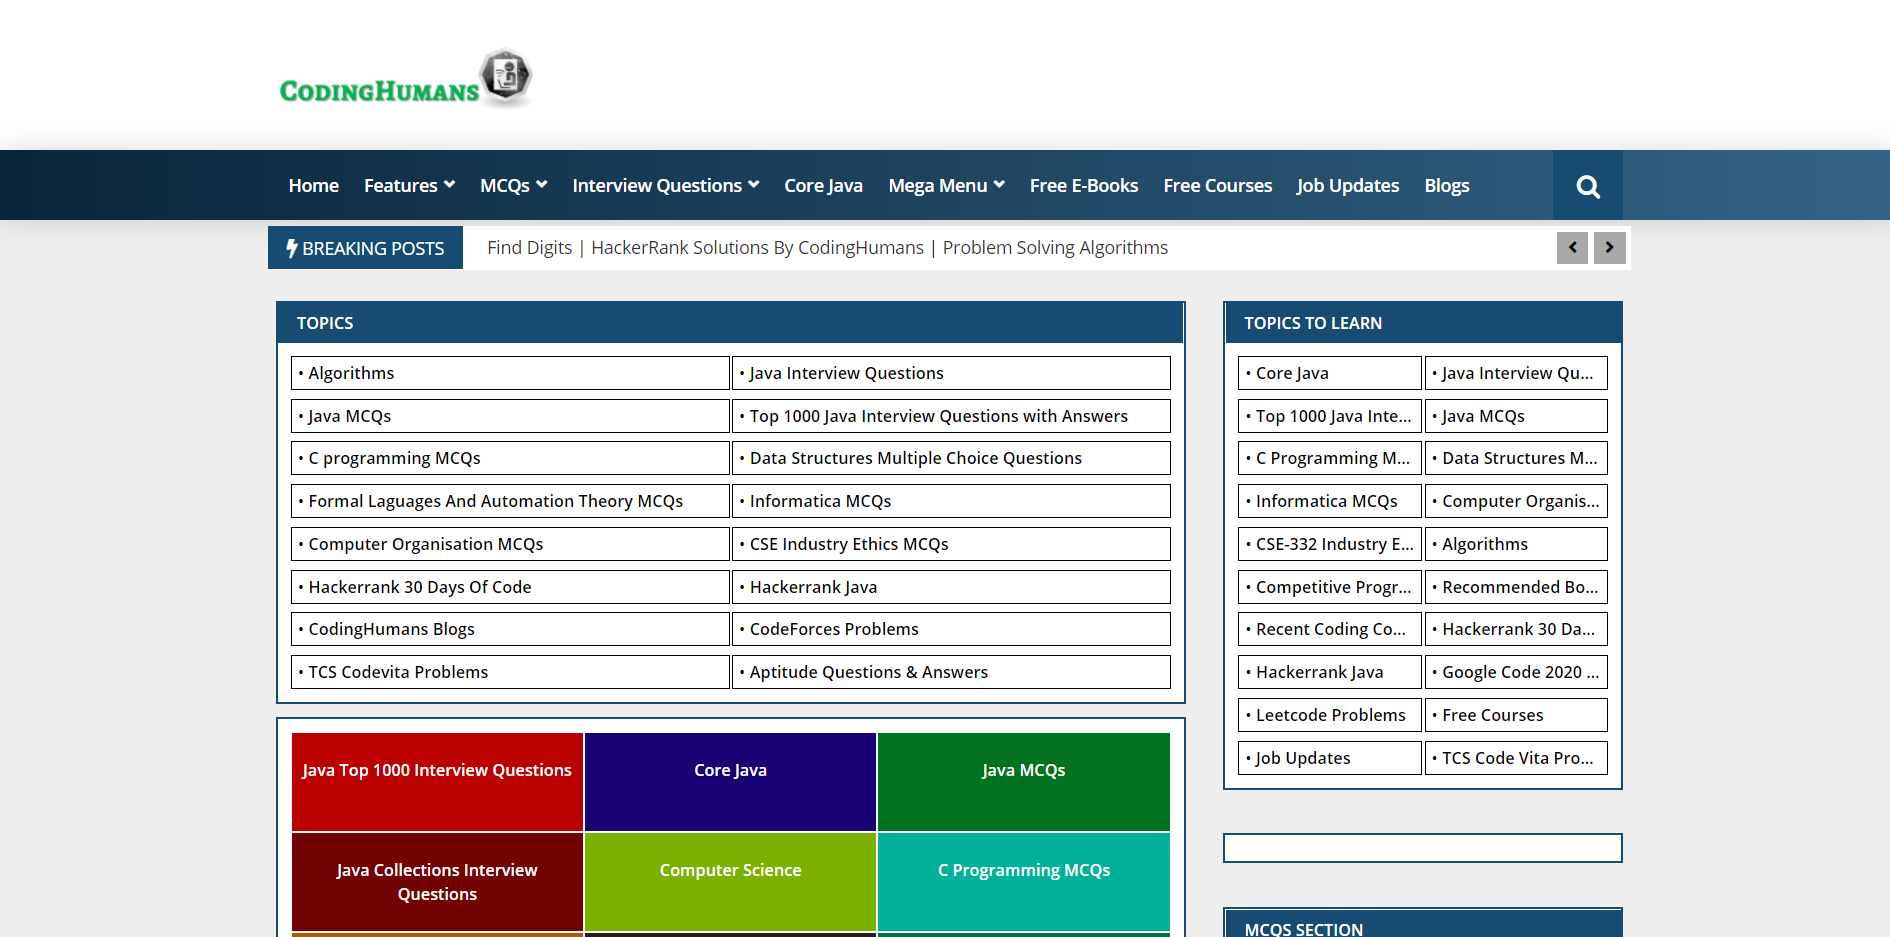 CODINGHUMANS
Home Features MCQs Interview Questions Core Java Mega Menu Free E-Books Free Courses Job Updates Blogs
BREAKING POSTS Find Digits | HackerRank Solutions By CodingHumans | Problem Solving Algorithms
TOPICS
• Algorithms • Java Interview Questions
• Java MCQs • Top 1000 Java Interview Questions with Answers
• C programming MCQs • Data Structures Multiple Choice Questions
• Formal Laguages And Automation Theory MCQs • Informatica MCQs
• Computer Organisation MCQs • CSE Industry Ethics MCQs
• Hackerrank 30 Days Of Code • Hackerrank Java
• CodingHumans Blogs • CodeForces Problems
• TCS Codevita Problems • Aptitude Questions & Answers
Java Top 1000 Interview Questions Core Java Java MCQs
Java Collections Interview
Questions
Computer Science C Programming MCQs
TOPICS TO LEARN
• Core Java • Java Interview Qu...
• Top 1000 Java Inte... • Java MCQs
• C Programming M... • Data Structures M...
• Informatica MCQs • Computer Organis...
• CSE-332 Industry E... • Algorithms
• Competitive Progr... • Recommended Bo...
• Recent Coding Co... • Hackerrank 30 Da...
• Hackerrank Java • Google Code 2020 ...
• Leetcode Problems • Free Courses
• Job Updates • TCS Code Vita Pro...
MCQS SECTION